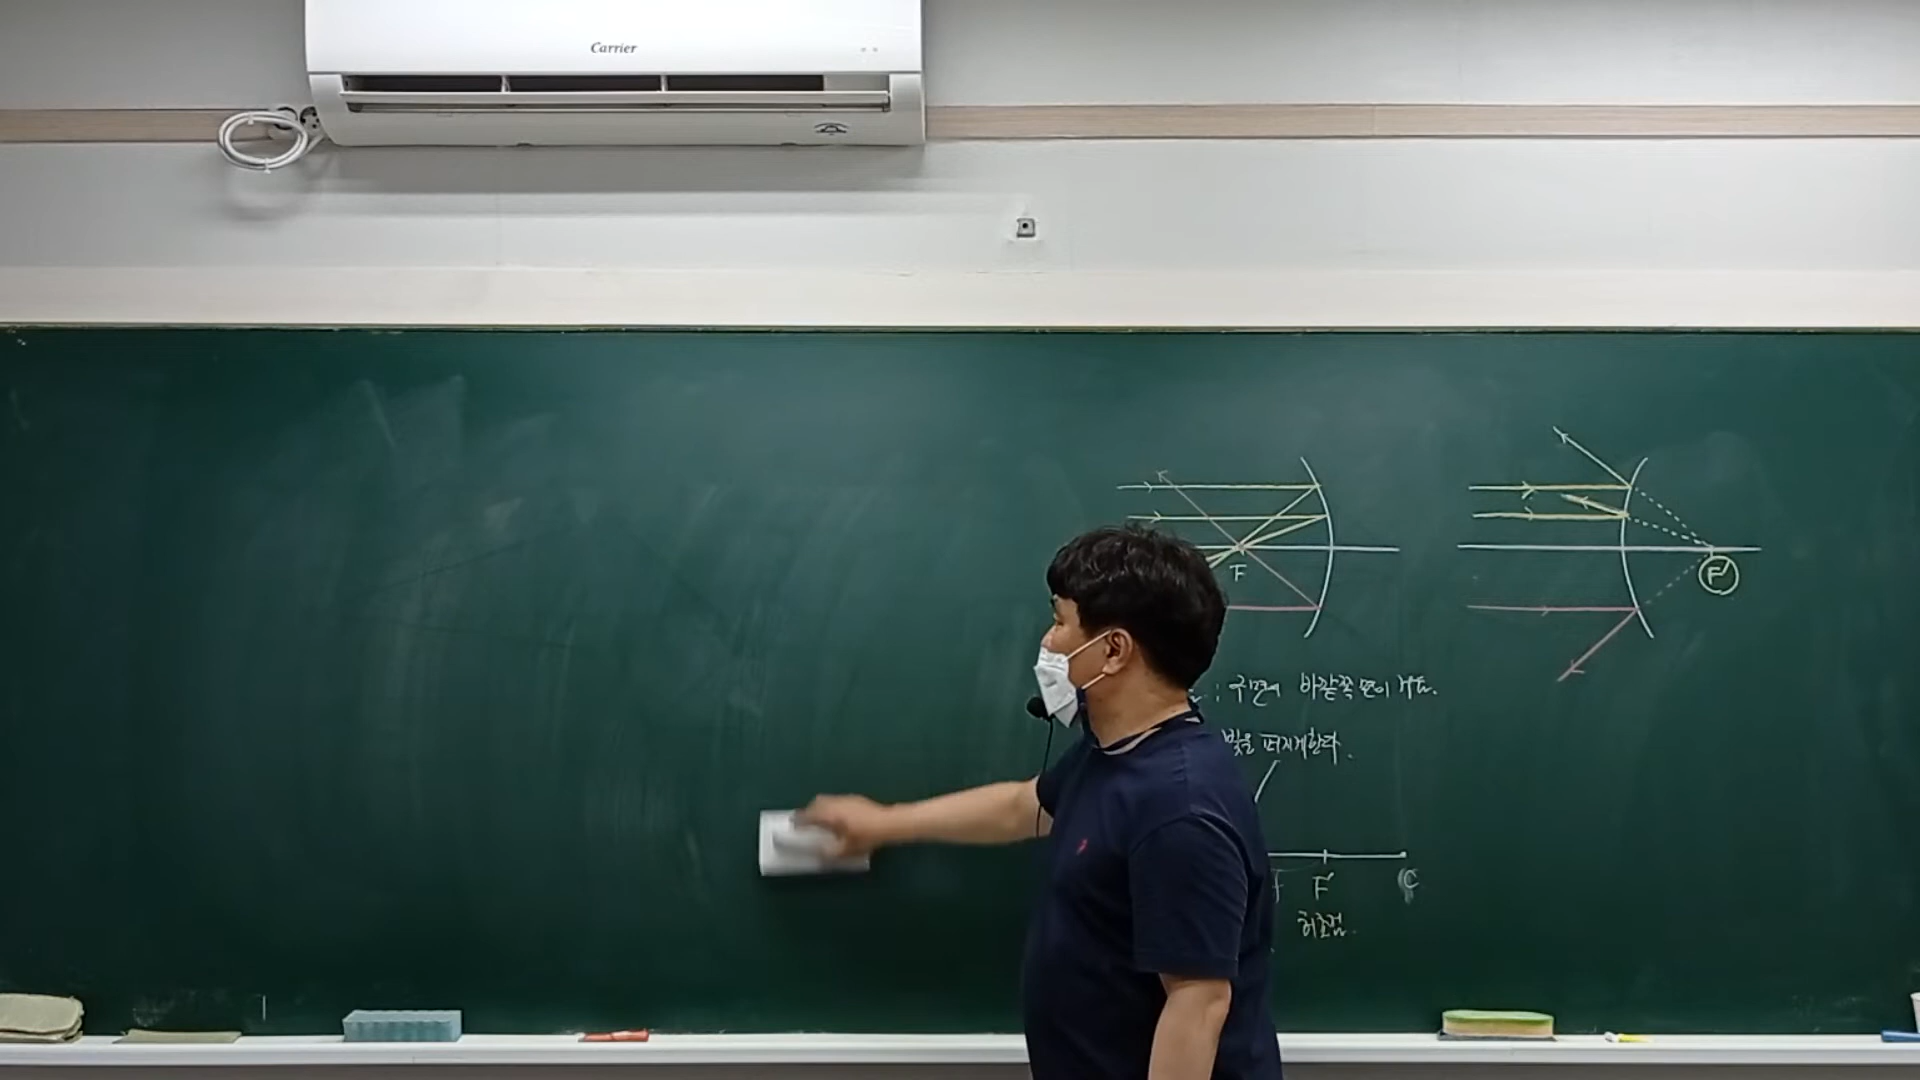 Carrier
F
F'
: 구면의 바깥쪽 면이 거울.
빛을 퍼지게한다.
F C
허초점.